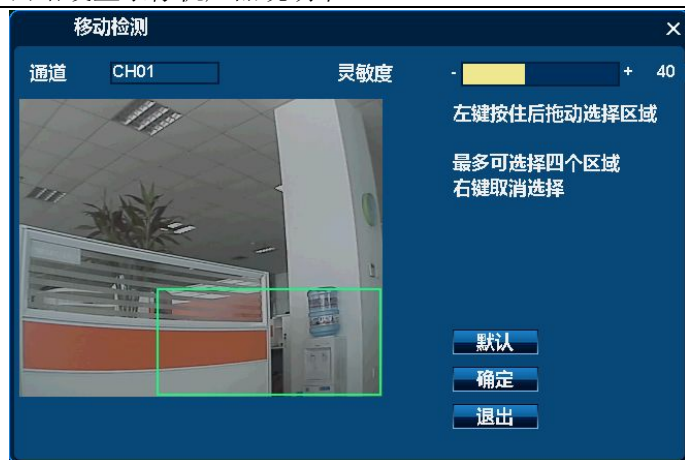 移动检测
通道 CH01 灵敏度 - + 40
左键按住后拖动选择区域
最多可选择四个区域
右键取消选择
默认
确定
退出